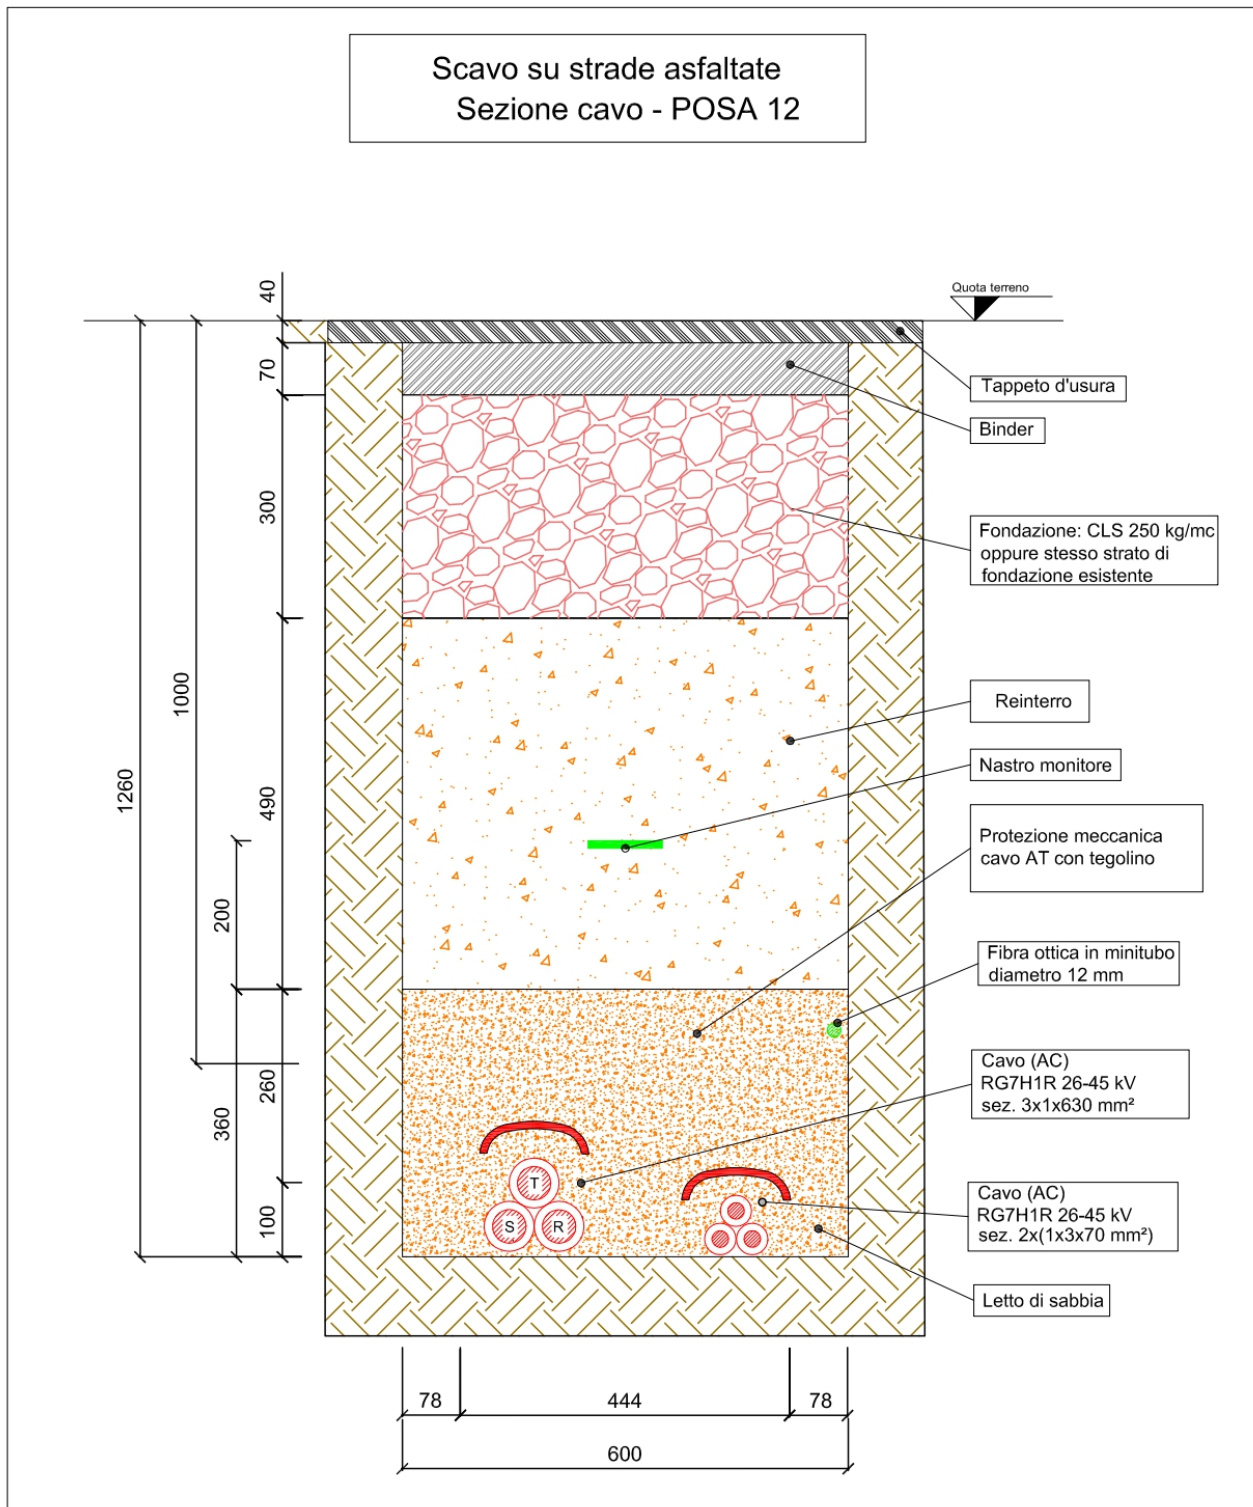 Scavo su strade asfaltate
Sezione cavo - POSA 12
Quota terreno
40
70
300
490
1000
1260
200
260
360
100
Tappeto d'usura
Binder
Fondazione: CLS 250 kg/mc
oppure stesso strato di
fondazione esistente
Reinterro
Nastro monitore
Protezione meccanica
cavo AT con tegolino
Fibra ottica in minitubo
diametro 12 mm
Cavo (AC)
RG7H1R 26-45 kV
sez. 3x1x630 mm²
Cavo (AC)
RG7H1R 26-45 kV
sez. 2x(1x3x70 mm²)
Letto di sabbia
T
S R
78 444 78
600